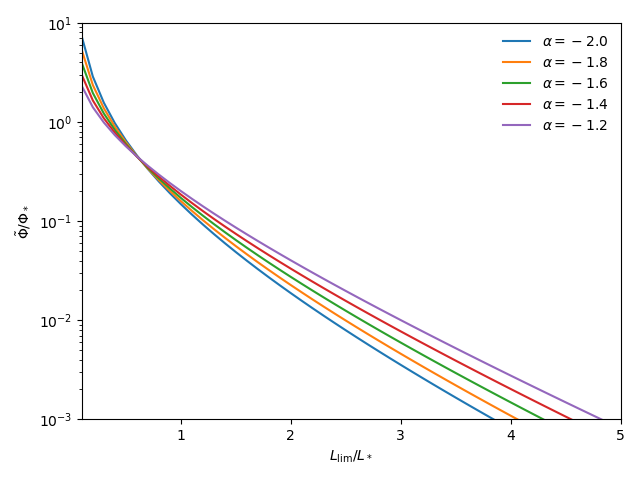 10¹
10⁰
10⁻¹
10⁻²
10⁻³
Φ̃/Φ*
α = −2.0
α = −1.8
α = −1.6
α = −1.4
α = −1.2
1 2 3 4 5
L_lim/L*